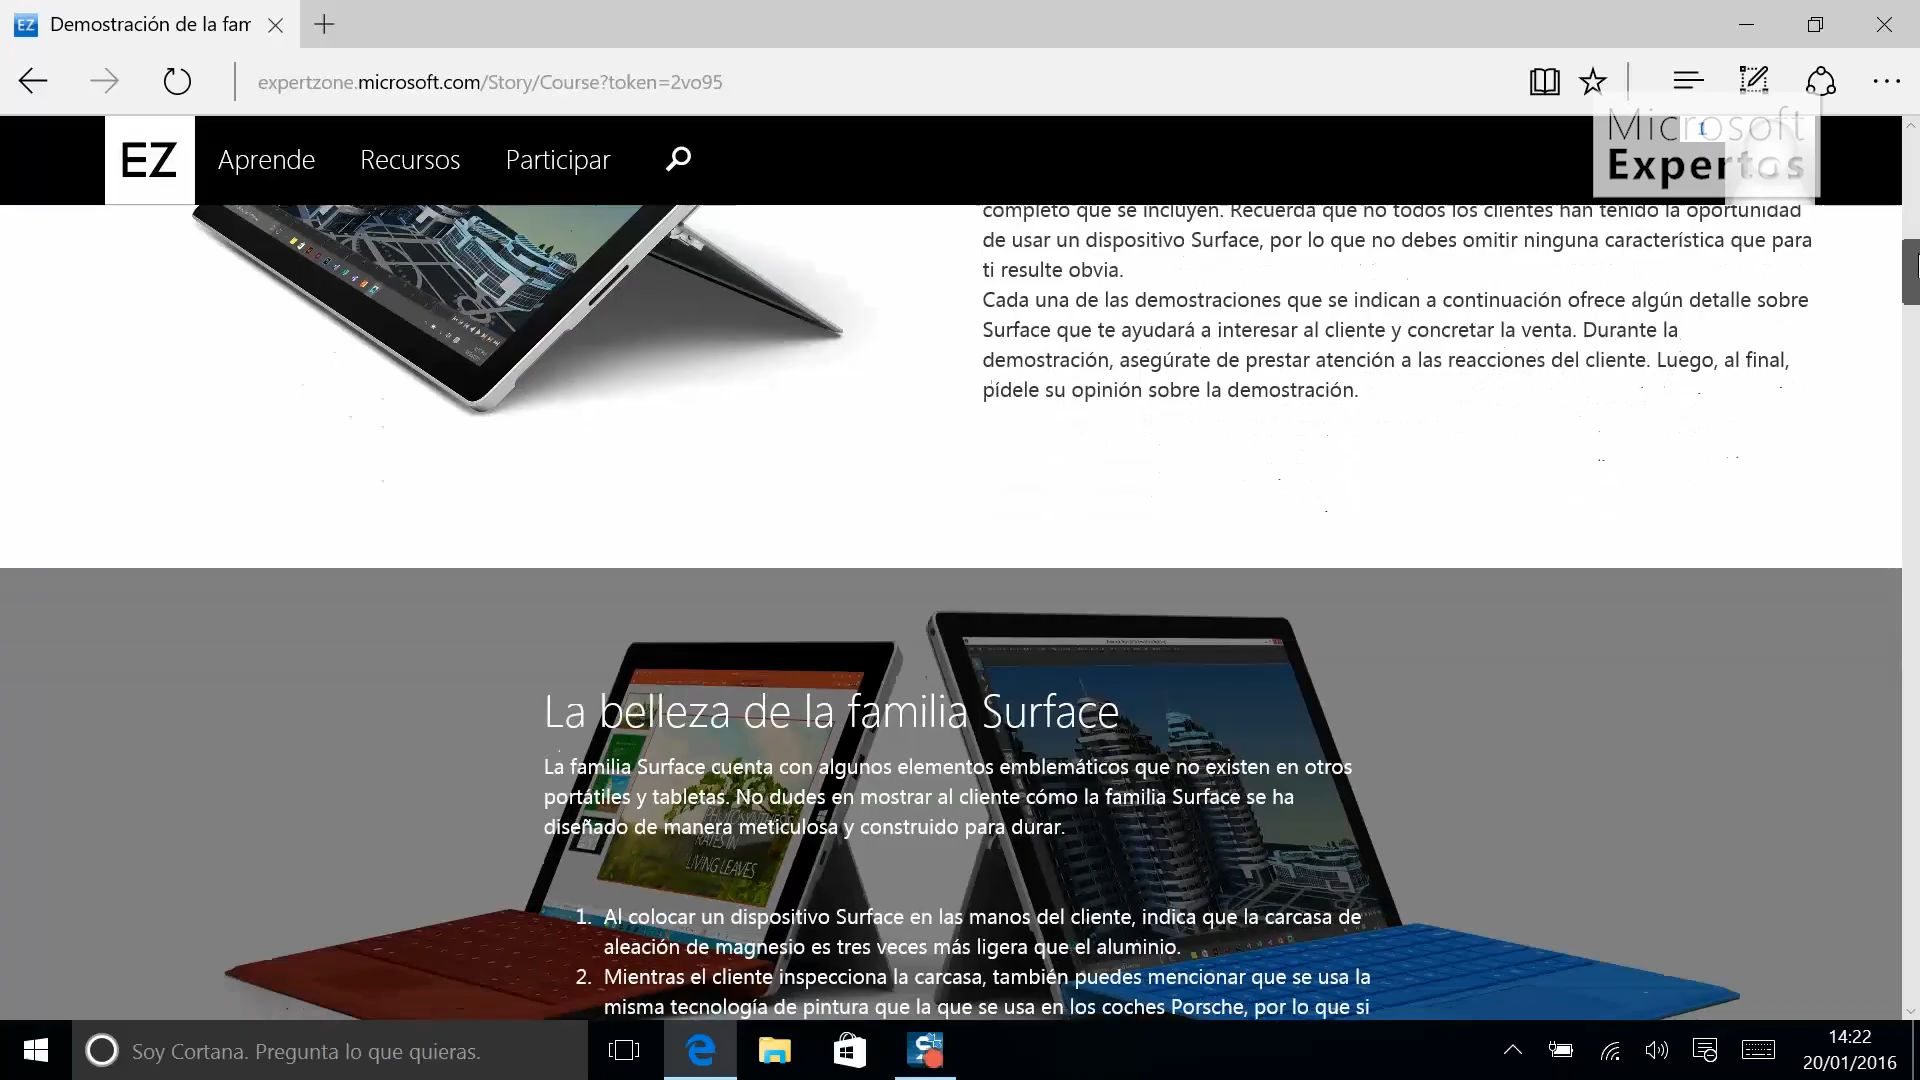 EZ Demostración de la fam
expertzone.microsoft.com/Story/Course?token=2vo95
EZ Aprende Recursos Participar
1
Microsoft
Expertos
completo que se incluyen. Recuerda que no todos los clientes han tenido la oportunidad
de usar un dispositivo Surface, por lo que no debes omitir ninguna característica que para
ti resulte obvia.
Cada una de las demostraciones que se indican a continuación ofrece algún detalle sobre
Surface que te ayudará a interesar al cliente y concretar la venta. Durante la
demostración, asegúrate de prestar atención a las reacciones del cliente. Luego, al final,
pídele su opinión sobre la demostración.
La belleza de la familia Surface
La familia Surface cuenta con algunos elementos emblemáticos que no existen en otros
portátiles y tabletas. No dudes en mostrar al cliente cómo la familia Surface se ha
diseñado de manera meticulosa y construido para durar.
PHOTOSYNTHESIS
RATES IN
LIVING LEAVES
1. Al colocar un dispositivo Surface en las manos del cliente, indica que la carcasa de
aleación de magnesio es tres veces más ligera que el aluminio.
2. Mientras el cliente inspecciona la carcasa, también puedes mencionar que se usa la
misma tecnología de pintura que la que se usa en los coches Porsche, por lo que si
Soy Cortana. Pregunta lo que quieras.
14:22
20/01/2016